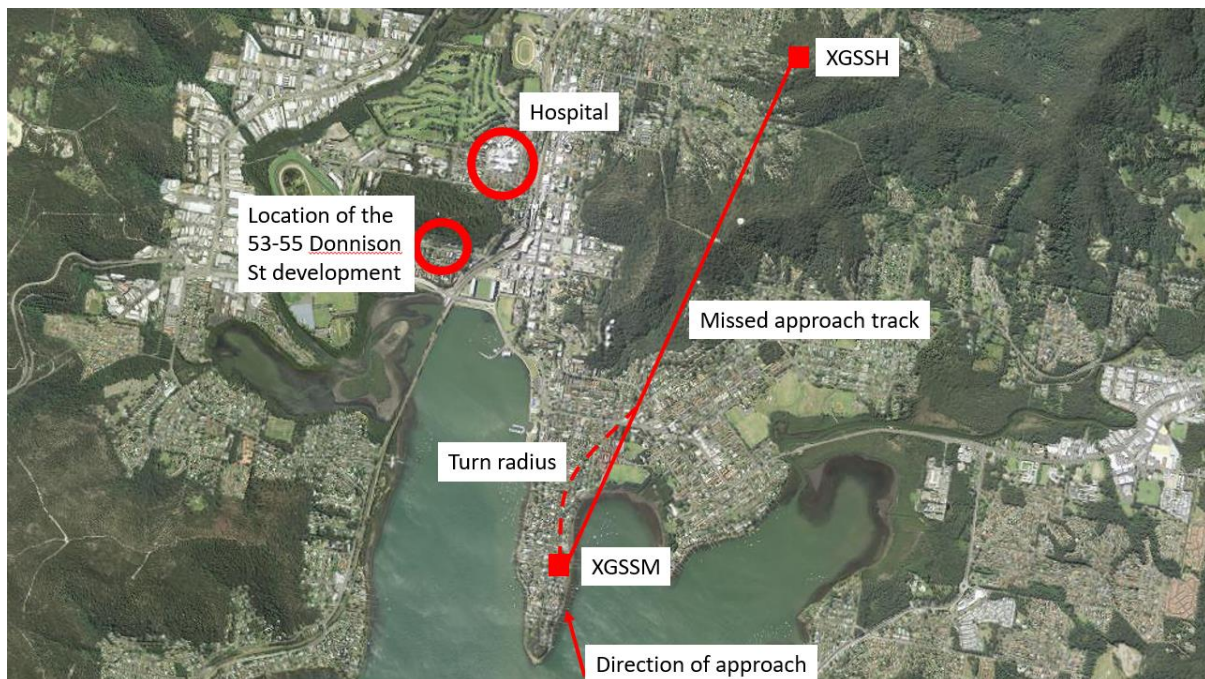 XGSSH
Hospital
Location of the
53-55 Donnison
St development
Missed approach track
Turn radius
XGSSM
Direction of approach